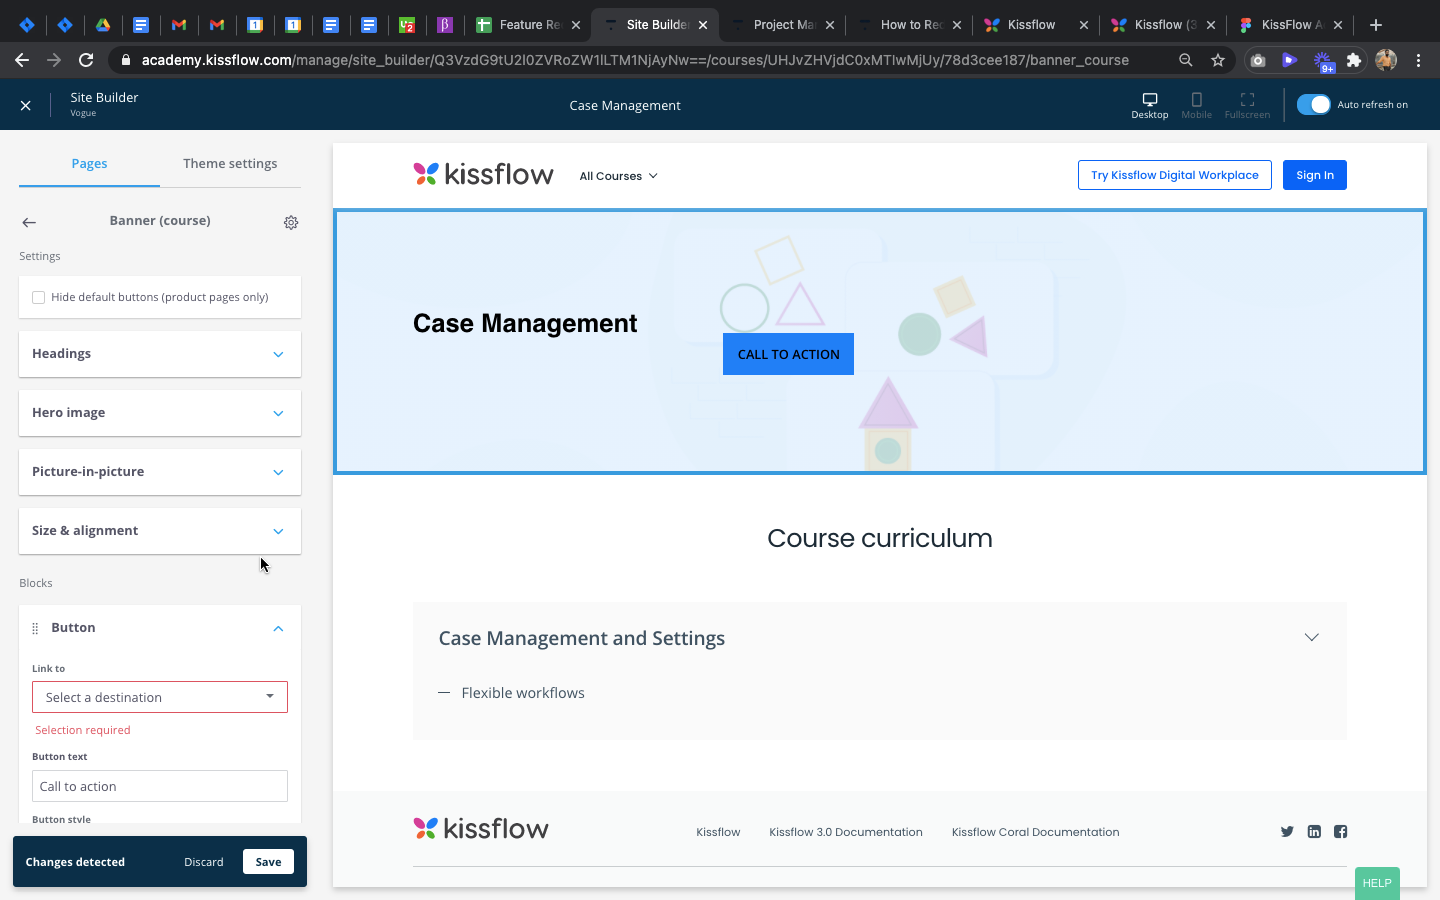 Feature Re
Site Builde
Project Ma
How to Rec
Kissflow
Kissflow (3
KissFlow A
academy.kissflow.com/manage/site_builder/Q3VzdG9tU2l0ZVRoZW1lLTM1NjAyNw==/courses/UHJvZHVjdC0xMTIwMjUy/78d3cee187/banner_course
9+
Site Builder
Vogue
Case Management
Desktop
Mobile
Fullscreen
Auto refresh on
Pages
Theme settings
Banner (course)
Settings
Hide default buttons (product pages only)
Headings
Hero image
Picture-in-picture
Size & alignment
Blocks
Button
Link to
Select a destination
Selection required
Button text
Call to action
Button style
Changes detected
Discard
Save
kissflow
All Courses
Try Kissflow Digital Workplace
Sign In
Case Management
CALL TO ACTION
Course curriculum
Case Management and Settings
Flexible workflows
kissflow
Kissflow
Kissflow 3.0 Documentation
Kissflow Coral Documentation
HELP